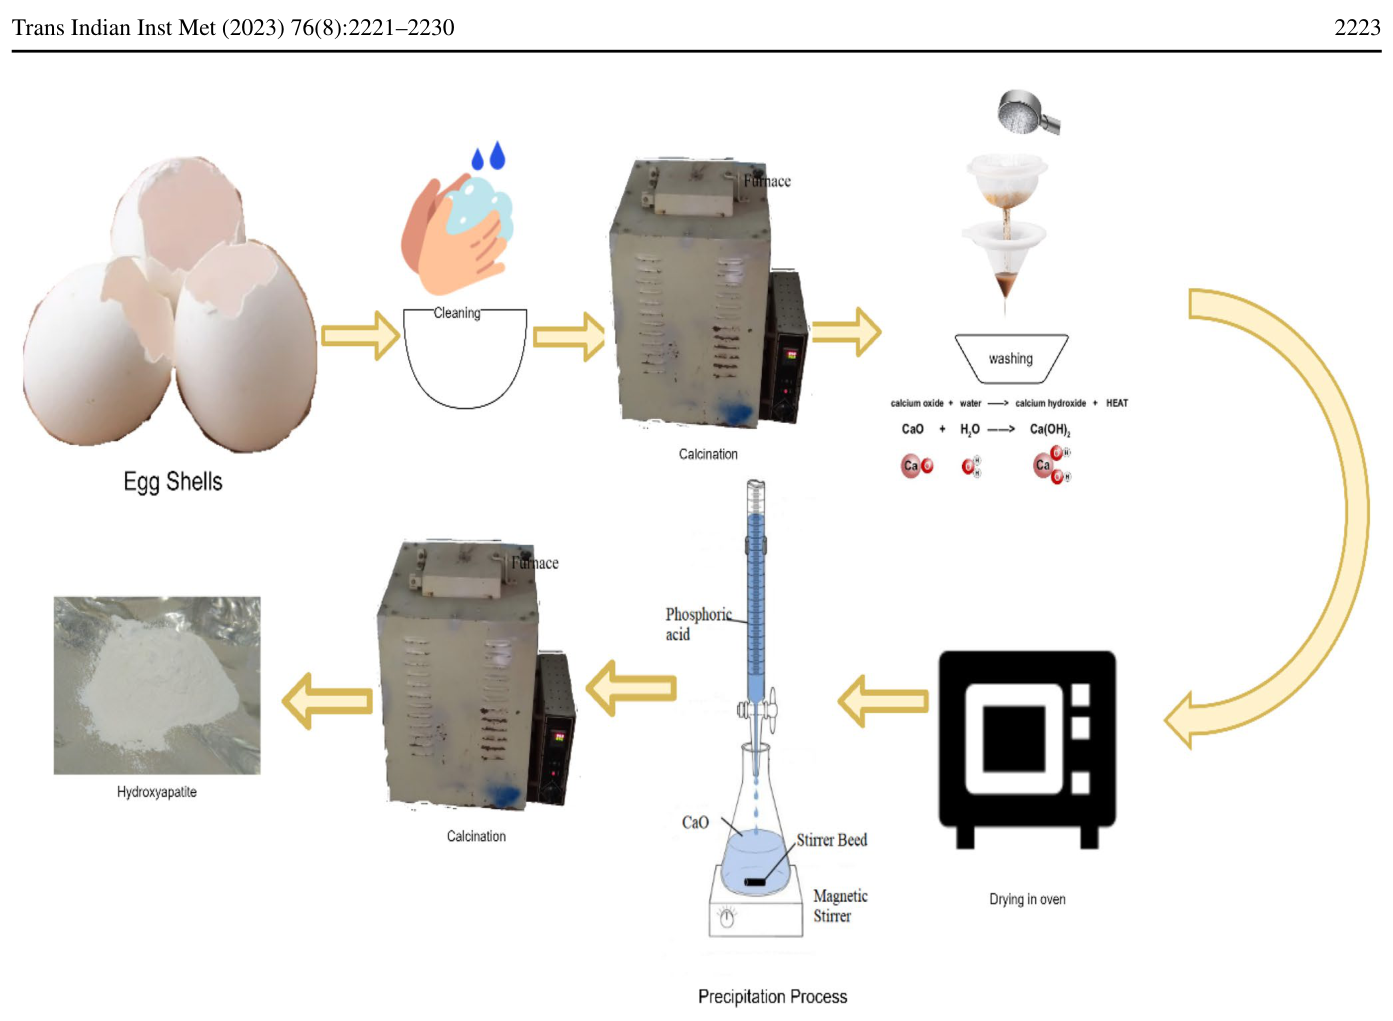 Trans Indian Inst Met (2023) 76(8):2221–2230 2223
Egg Shells
Cleaning
Furnace
Calcination
washing
calcium oxide + water ——> calcium hydroxide + HEAT
CaO + H₂O ——> Ca(OH)₂
Ca O
O H H
Ca O H O H
Drying in oven
Phosphoric
acid
CaO
Stirrer Beed
Magnetic
Stirrer
Precipitation Process
Furnace
Calcination
Hydroxyapatite